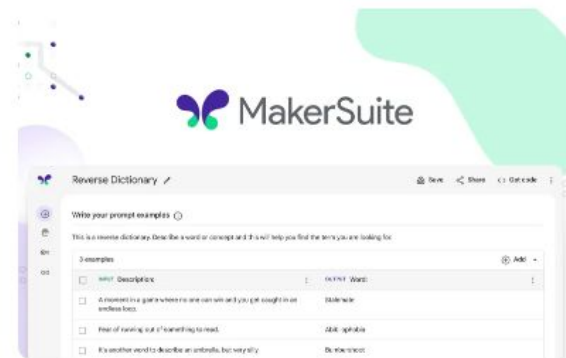 MakerSuite
Reverse Dictionary
Save Share Get code
Write your prompt examples
This is a reverse dictionary. Describe a word or concept and this will help you find the term you are looking for.
3 examples
Add
INPUT Description:
OUTPUT Word:
A moment in a game where no one can win and you get caught in an endless loop.
Stalemate
Fear of running out of something to read.
It's another word to describe an umbrella, but very silly
Bumbershoot